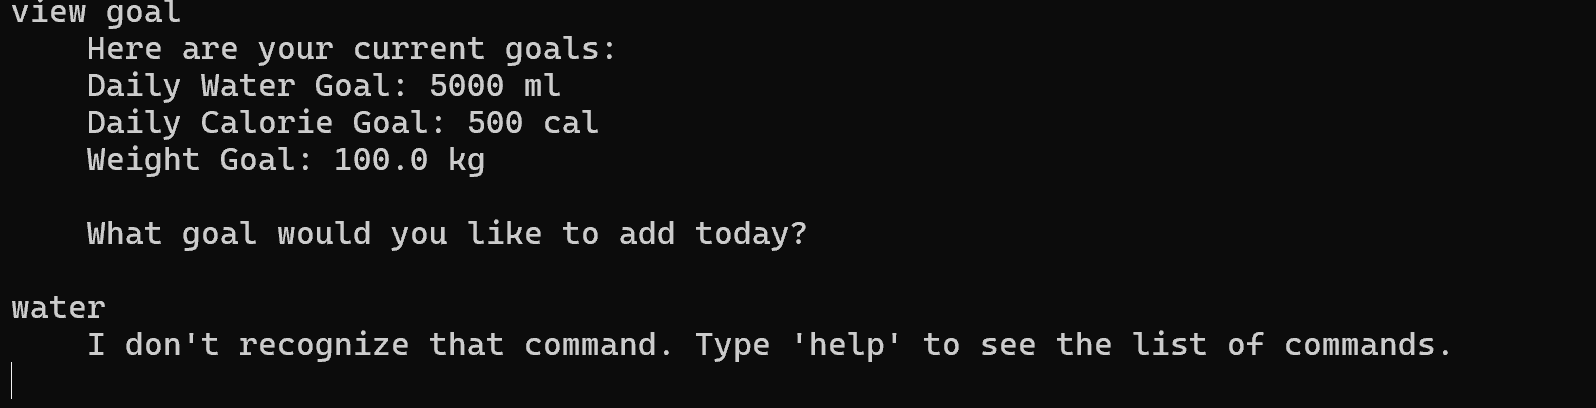 view goal
Here are your current goals:
Daily Water Goal: 5000 ml
Daily Calorie Goal: 500 cal
Weight Goal: 100.0 kg
What goal would you like to add today?
water
I don't recognize that command. Type 'help' to see the list of commands.